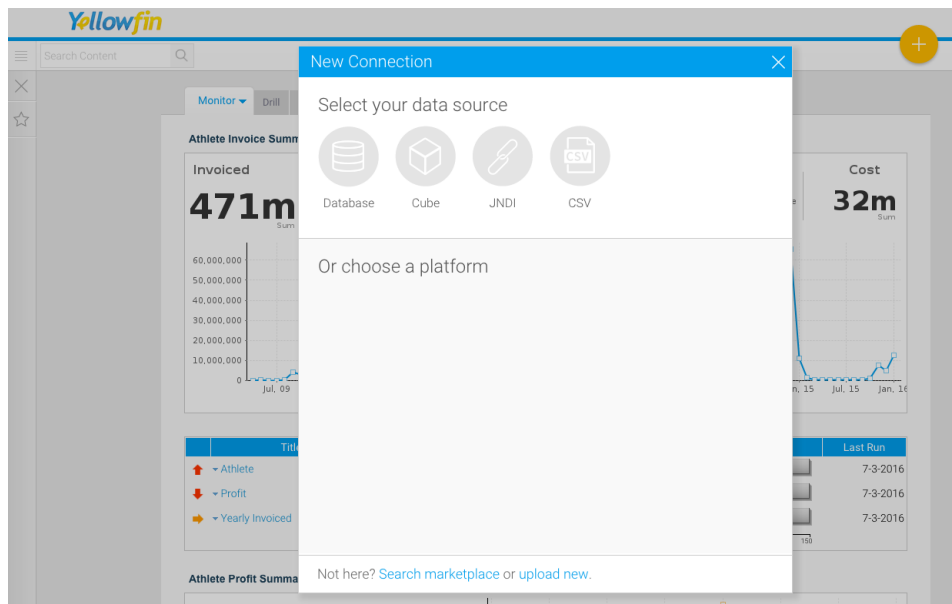 Yellowfin
Search Content
New Connection
Monitor Drill
Select your data source
Database Cube JNDI CSV
CSV
Athlete Invoice Summ
Invoiced
471m
Sum
Cost
32m
Sum
60,000,000
50,000,000
40,000,000
30,000,000
20,000,000
10,000,000
0
Jul, 09
15 Jul, 15 Jan, 16
Or choose a platform
Title Last Run
Athlete 7-3-2016
Profit 7-3-2016
Yearly Invoiced 7-3-2016
150
Not here? Search marketplace or upload new.
Athlete Profit Summa